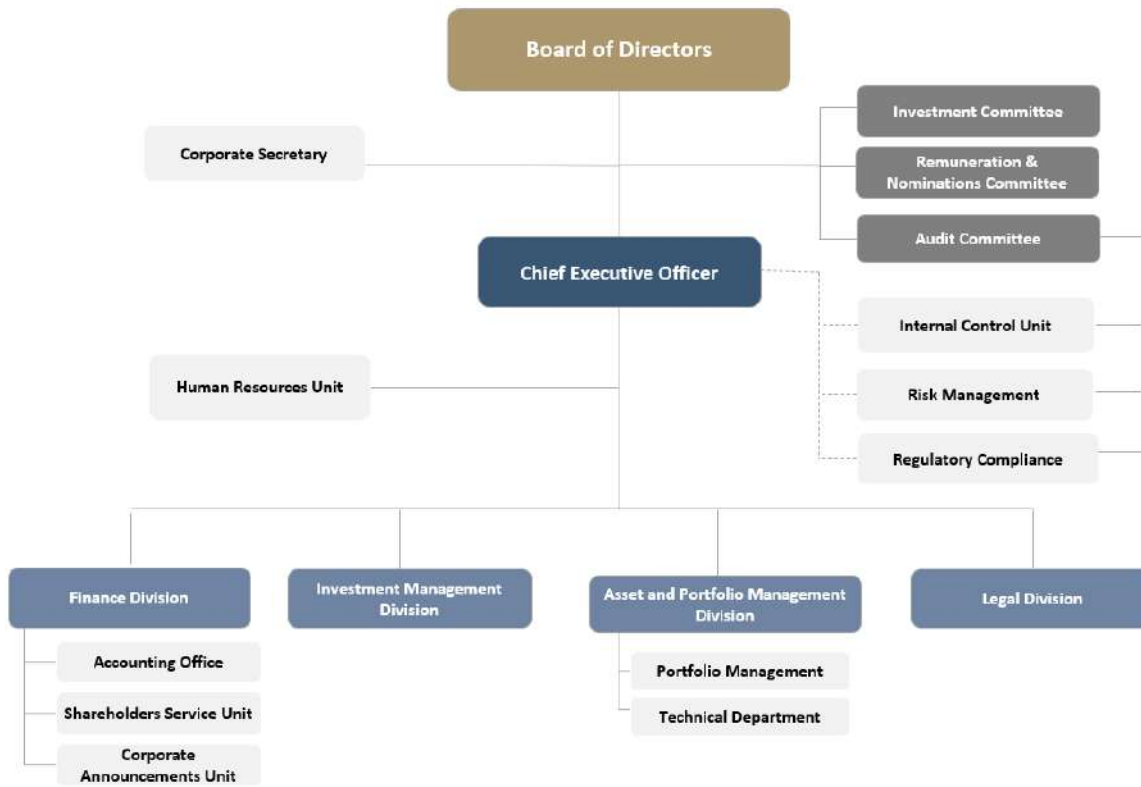 Board of Directors
Investment Committee
Corporate Secretary
Remuneration &
Nominations Committee
Audit Committee
Chief Executive Officer
Internal Control Unit
Human Resources Unit
Risk Management
Regulatory Compliance
Finance Division
Investment Management
Division
Asset and Portfolio Management
Division
Legal Division
Accounting Office
Shareholders Service Unit
Corporate
Announcements Unit
Portfolio Management
Technical Department